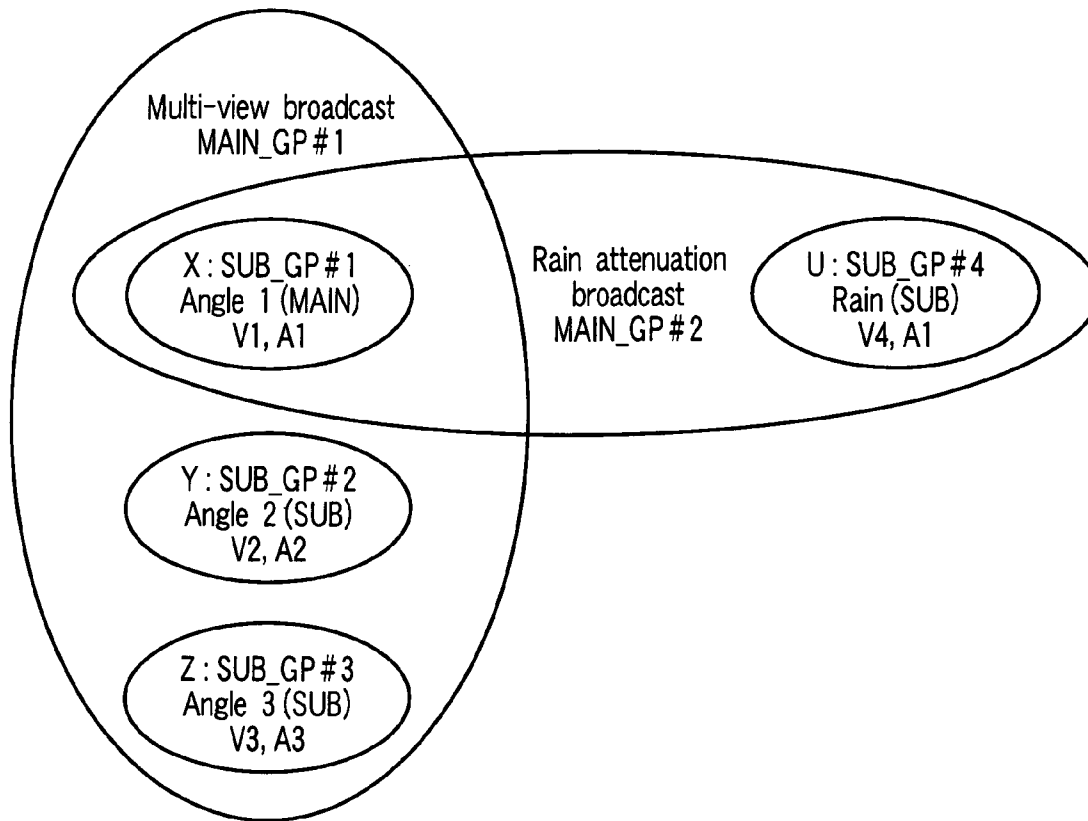 Multi-view broadcast
MAIN_GP#1
X : SUB_GP#1
Angle 1 (MAIN)
V1, A1
Rain attenuation
broadcast
MAIN_GP#2
U : SUB_GP#4
Rain (SUB)
V4, A1
Y : SUB_GP#2
Angle 2 (SUB)
V2, A2
Z : SUB_GP#3
Angle 3 (SUB)
V3, A3